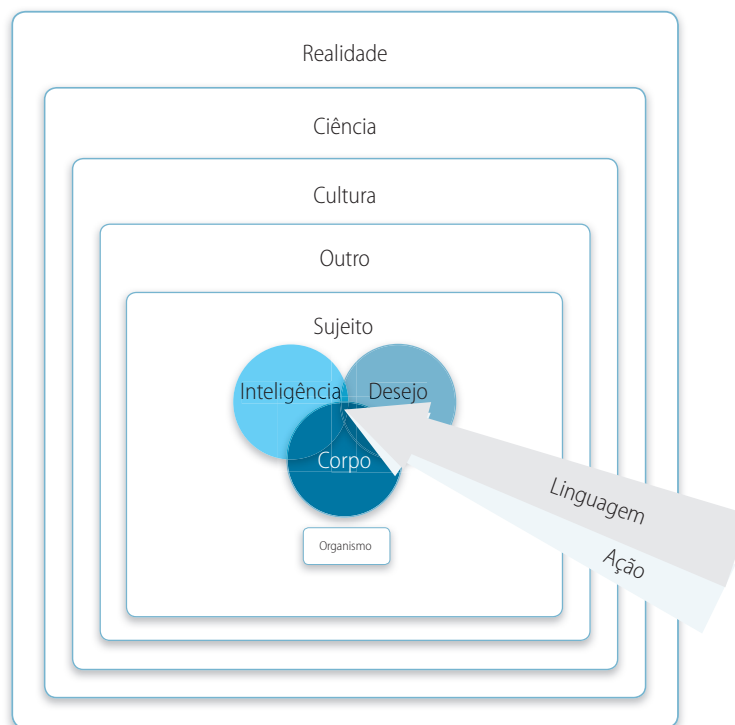 Realidade
Ciência
Cultura
Outro
Sujeito
Inteligência
Desejo
Corpo
Organismo
Linguagem
Ação